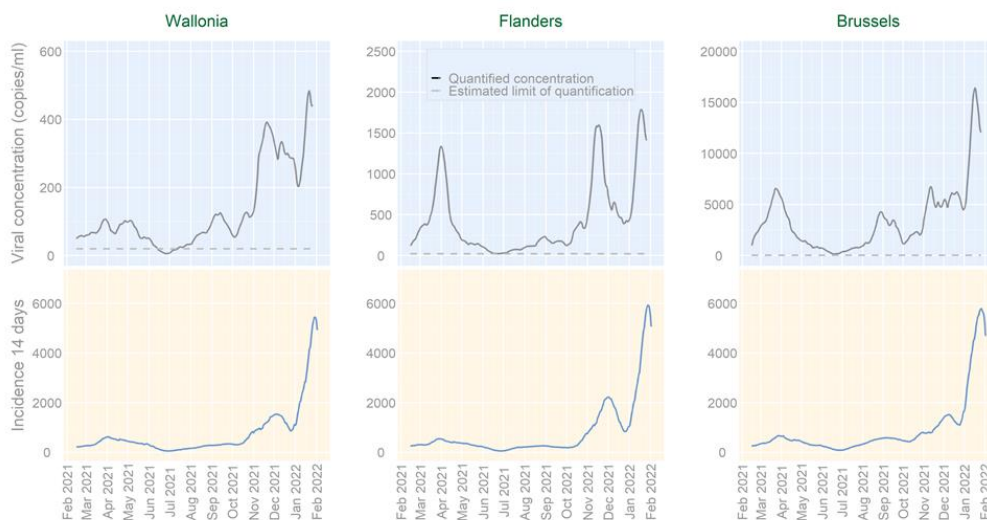 Wallonia
Flanders
Brussels
Viral concentration (copies/ml)
600
400
200
0
2500
2000
1500
1000
500
0
Quantified concentration
Estimated limit of quantification
20000
15000
10000
5000
0
Incidence 14 days
6000
4000
2000
0
6000
4000
2000
0
6000
4000
2000
0
Feb 2021
Mar 2021
Apr 2021
May 2021
Jun 2021
Jul 2021
Aug 2021
Sep 2021
Oct 2021
Nov 2021
Dec 2021
Jan 2022
Feb 2022
Feb 2021
Mar 2021
Apr 2021
May 2021
Jun 2021
Jul 2021
Aug 2021
Sep 2021
Oct 2021
Nov 2021
Dec 2021
Jan 2022
Feb 2022
Feb 2021
Mar 2021
Apr 2021
May 2021
Jun 2021
Jul 2021
Aug 2021
Sep 2021
Oct 2021
Nov 2021
Dec 2021
Jan 2022
Feb 2022